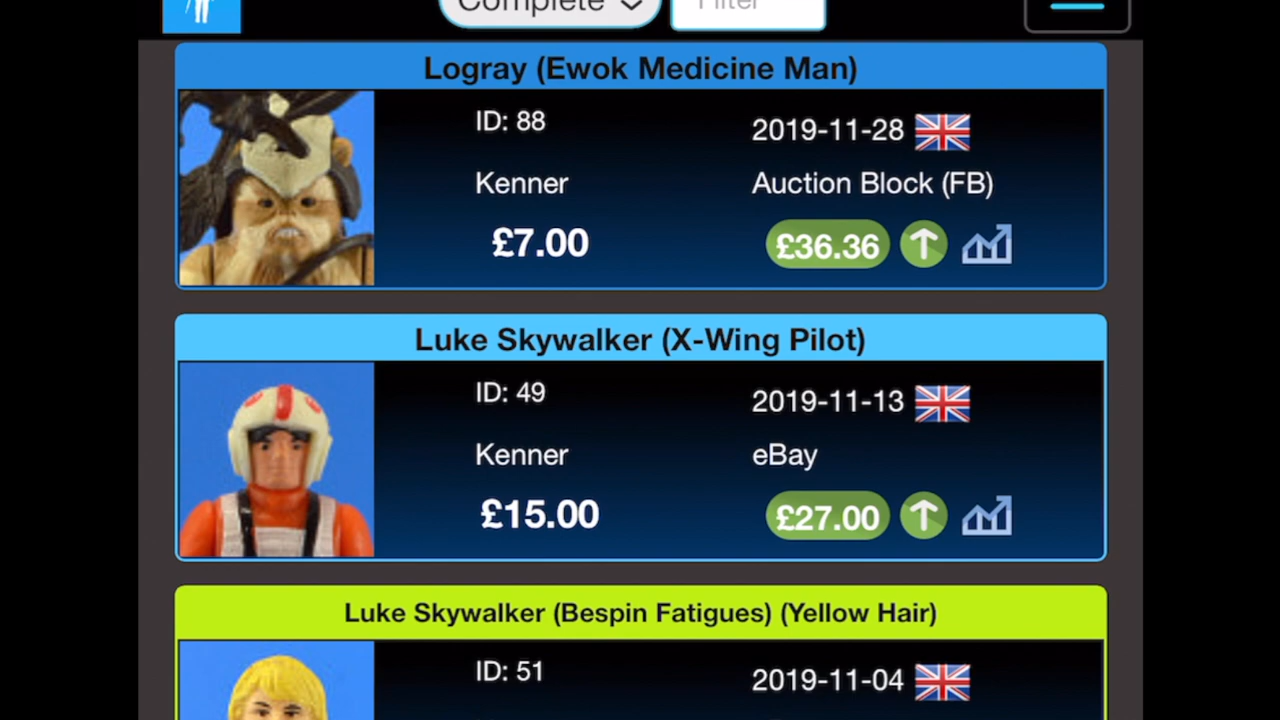 Complete
Filter
Logray (Ewok Medicine Man)
ID: 88
2019-11-28
Kenner
Auction Block (FB)
£7.00
£36.36
Luke Skywalker (X-Wing Pilot)
ID: 49
2019-11-13
Kenner
eBay
£15.00
£27.00
Luke Skywalker (Bespin Fatigues) (Yellow Hair)
ID: 51
2019-11-04